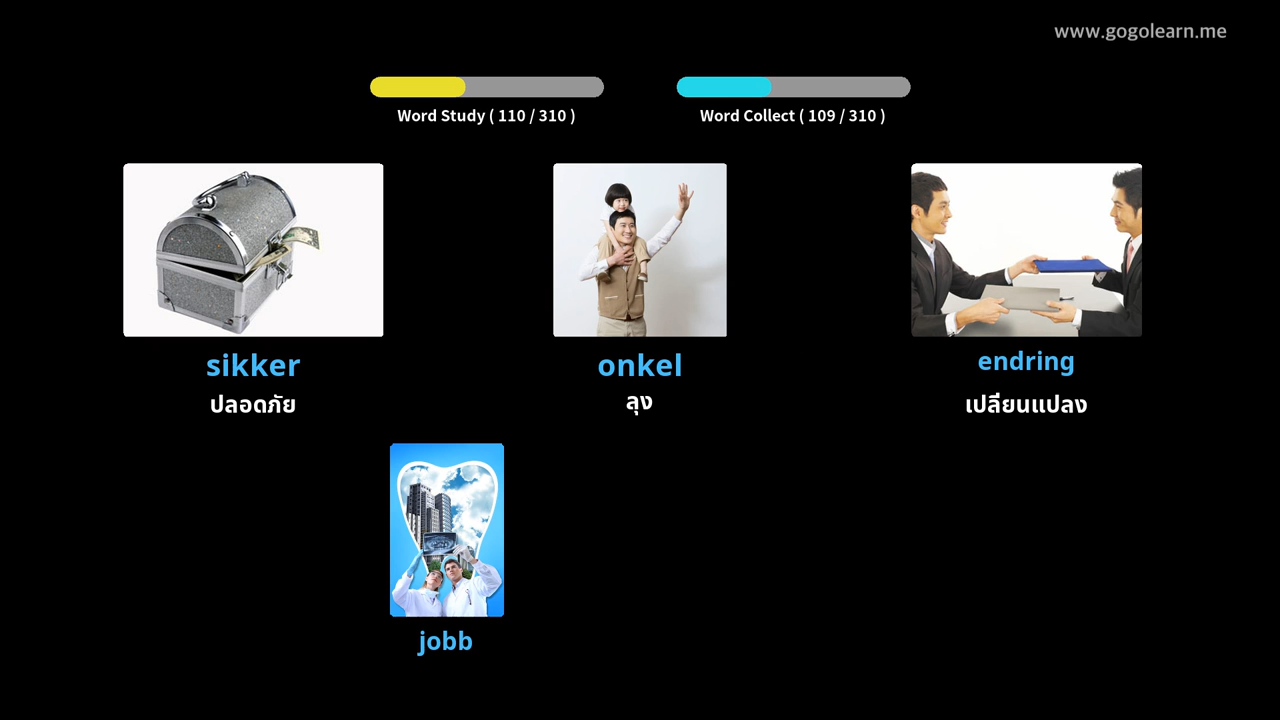 www.gogolearn.me
Word Study ( 110 / 310 )
Word Collect ( 109 / 310 )
sikker
ปลอดภัย
onkel
ลุง
endring
เปลี่ยนแปลง
jobb